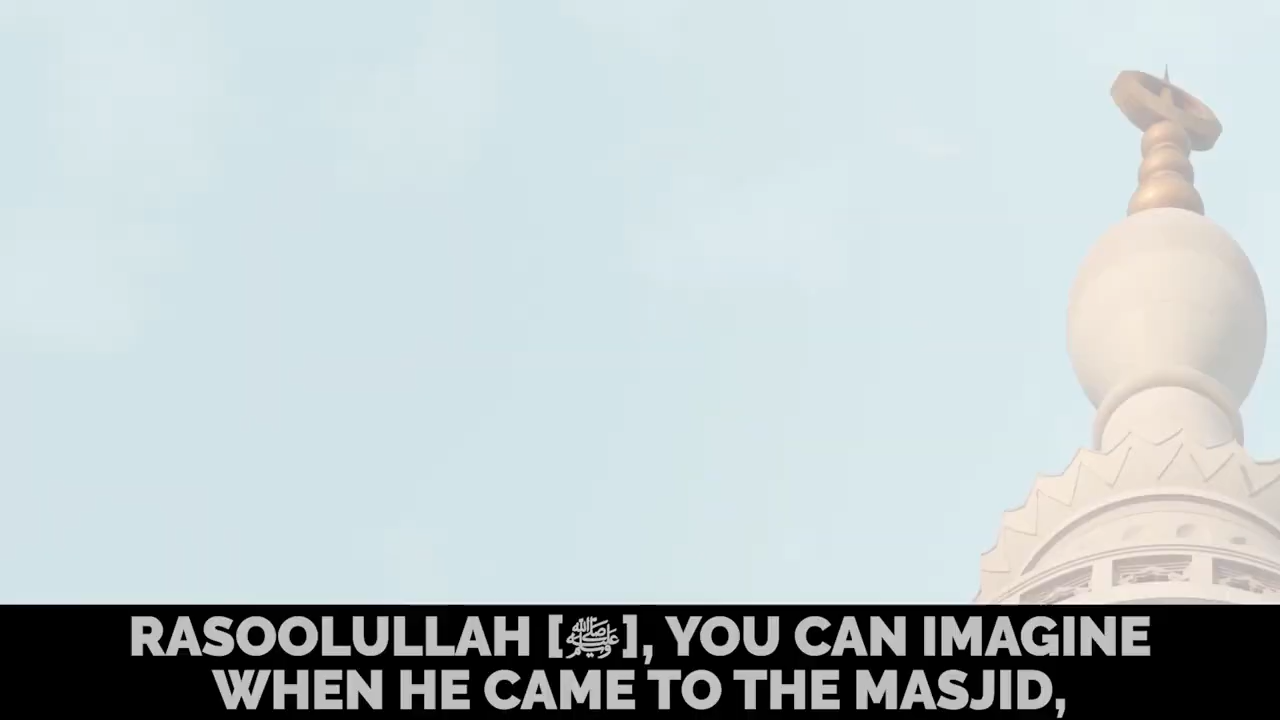 RASOOLULLAH [ﷺ], YOU CAN IMAGINE
WHEN HE CAME TO THE MASJID,